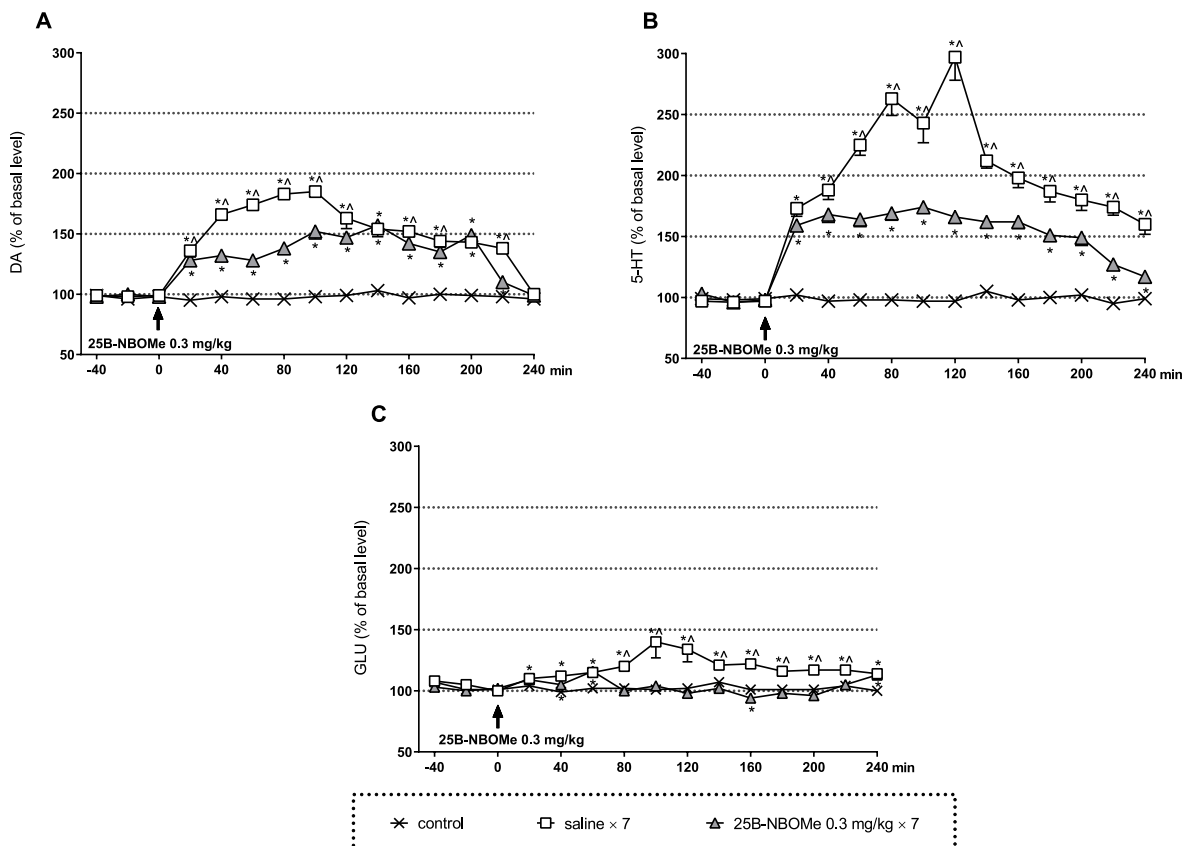 A
300
250
200
150
100
50
DA (% of basal level)
*^ *^ *^ *^ *^ *^ * *^ *^ * *^
* * * * * * * * * *
25B-NBOMe 0.3 mg/kg
-40 0 40 80 120 160 200 240 min
B
300
250
200
150
100
50
5-HT (% of basal level)
* *^ *^ *^ *^ *^ *^ *^ *^ *^ *^ *^
* * * * * * * * * * * *
25B-NBOMe 0.3 mg/kg
-40 0 40 80 120 160 200 240 min
C
300
250
200
150
100
50
GLU (% of basal level)
* * * *^ *^ *^ *^ *^ *^ *^ *^ *
* * * *
25B-NBOMe 0.3 mg/kg
-40 0 40 80 120 160 200 240 min
control saline × 7 25B-NBOMe 0.3 mg/kg × 7